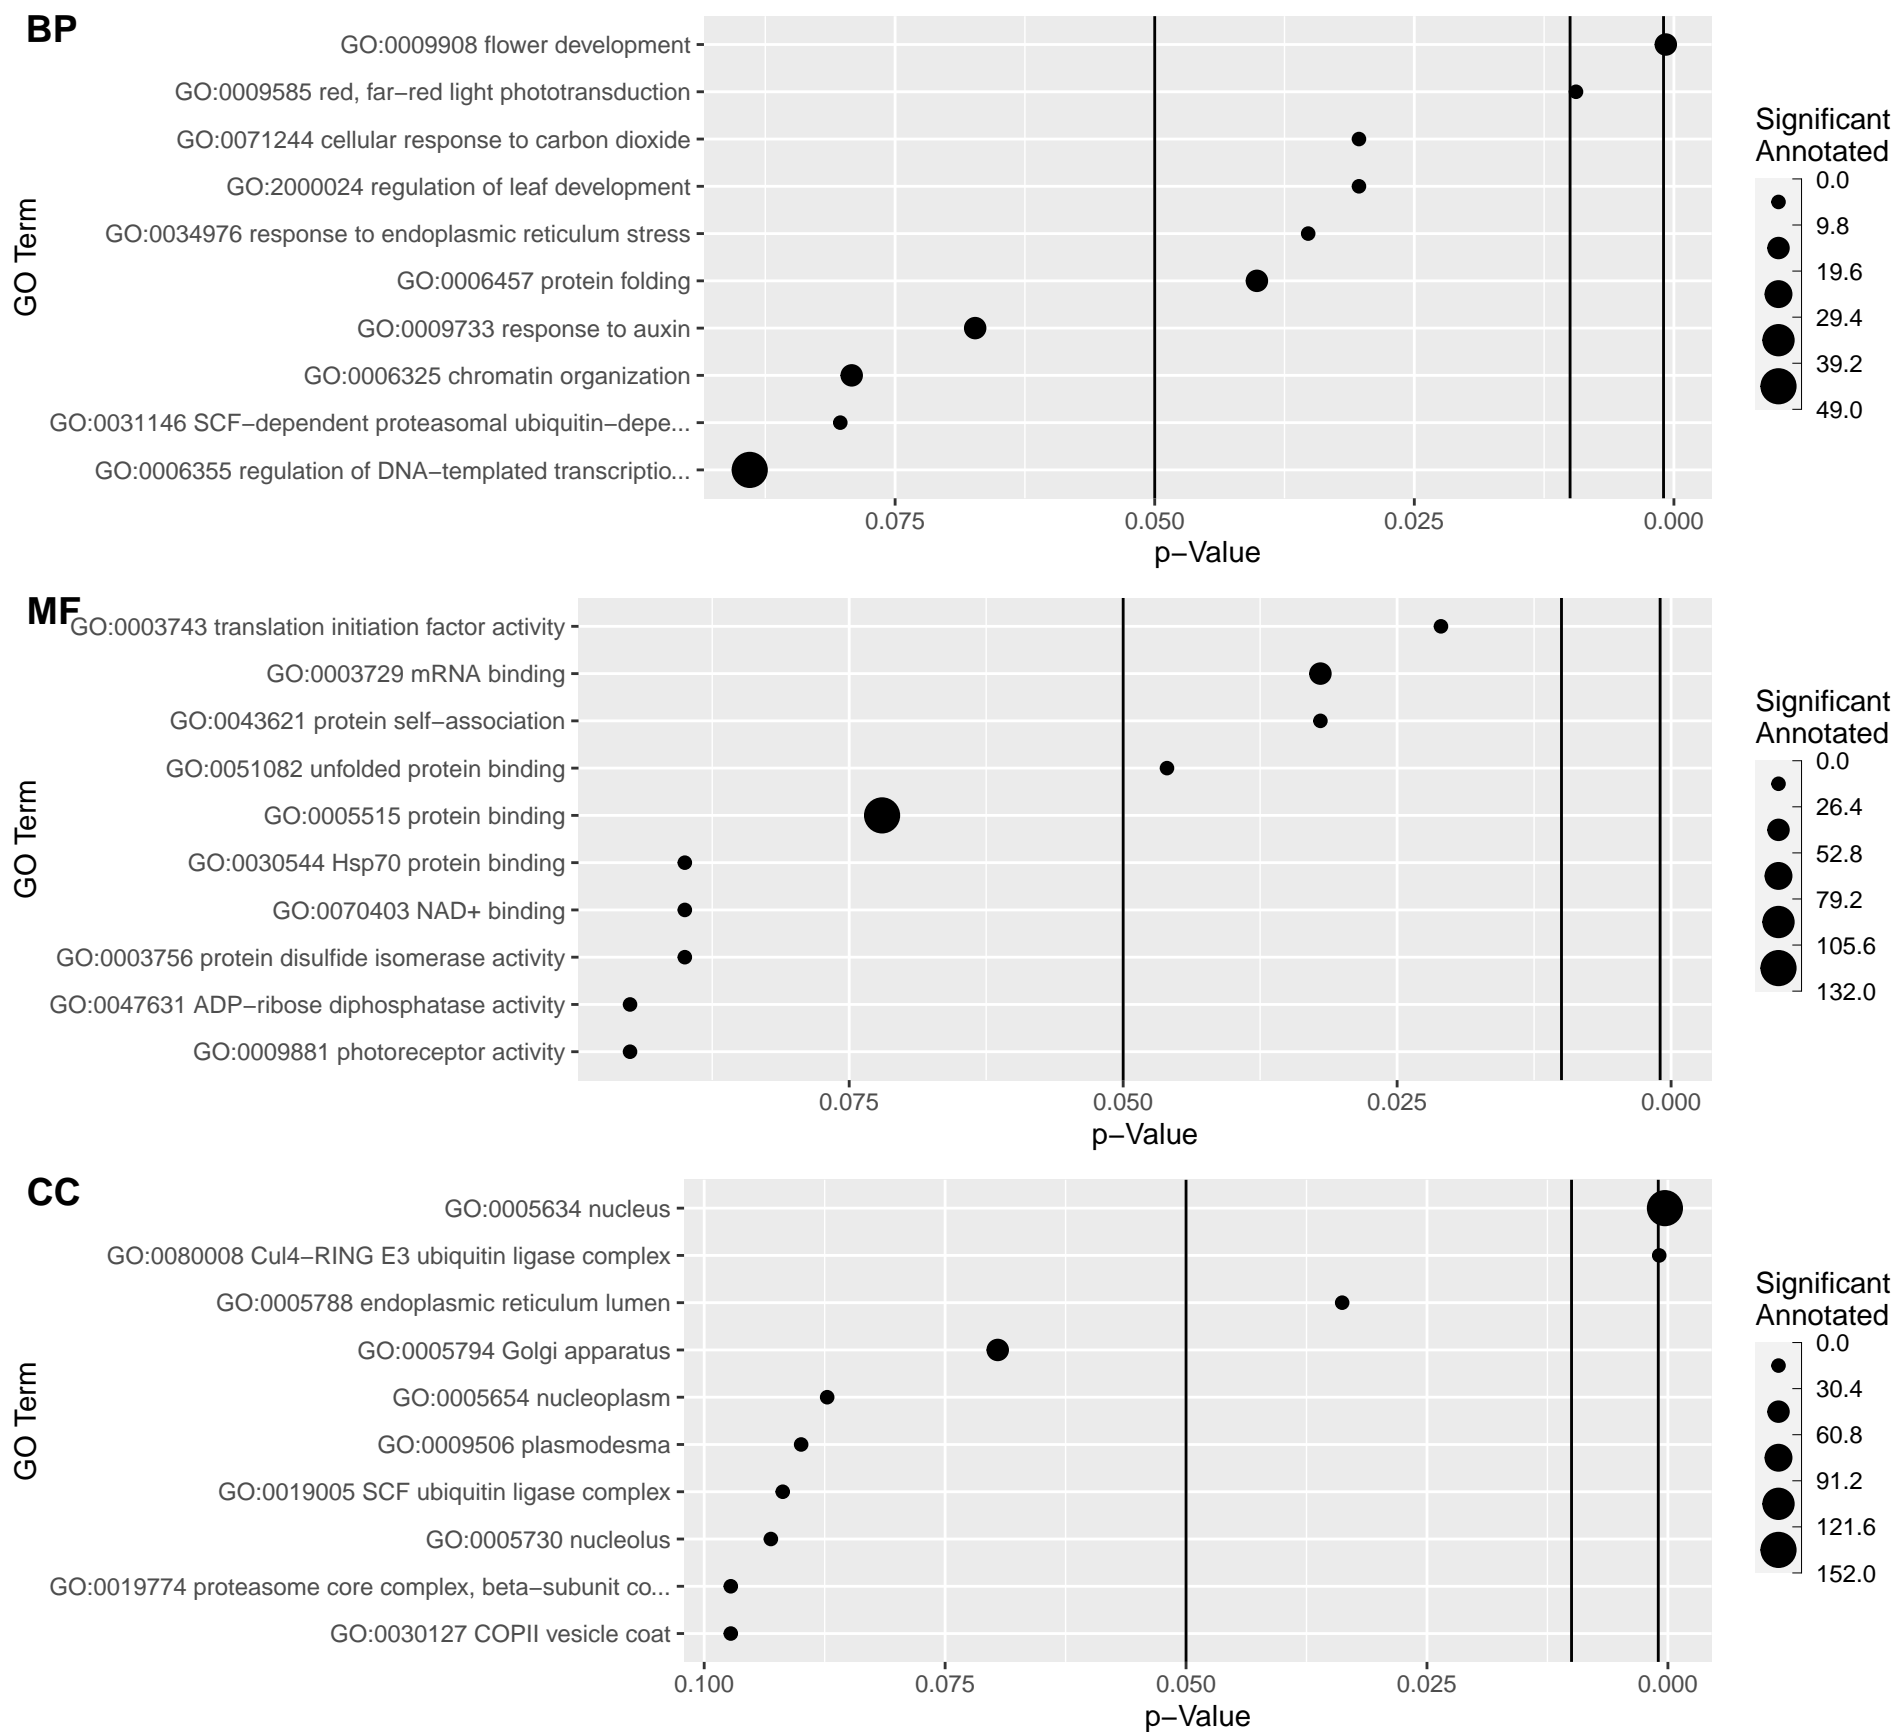 BP
GO Term
GO:0009908 flower development
GO:0009585 red, far−red light phototransduction
GO:0071244 cellular response to carbon dioxide
GO:2000024 regulation of leaf development
GO:0034976 response to endoplasmic reticulum stress
GO:0006457 protein folding
GO:0009733 response to auxin
GO:0006325 chromatin organization
GO:0031146 SCF−dependent proteasomal ubiquitin−depe...
GO:0006355 regulation of DNA−templated transcriptio...
0.075 0.050 0.025 0.000
p−Value
Significant
Annotated
0.0
9.8
19.6
29.4
39.2
49.0
MF
GO Term
GO:0003743 translation initiation factor activity
GO:0003729 mRNA binding
GO:0043621 protein self−association
GO:0051082 unfolded protein binding
GO:0005515 protein binding
GO:0030544 Hsp70 protein binding
GO:0070403 NAD+ binding
GO:0003756 protein disulfide isomerase activity
GO:0047631 ADP−ribose diphosphatase activity
GO:0009881 photoreceptor activity
0.075 0.050 0.025 0.000
p−Value
Significant
Annotated
0.0
26.4
52.8
79.2
105.6
132.0
CC
GO Term
GO:0005634 nucleus
GO:0080008 Cul4−RING E3 ubiquitin ligase complex
GO:0005788 endoplasmic reticulum lumen
GO:0005794 Golgi apparatus
GO:0005654 nucleoplasm
GO:0009506 plasmodesma
GO:0019005 SCF ubiquitin ligase complex
GO:0005730 nucleolus
GO:0019774 proteasome core complex, beta−subunit co...
GO:0030127 COPII vesicle coat
0.100 0.075 0.050 0.025 0.000
p−Value
Significant
Annotated
0.0
30.4
60.8
91.2
121.6
152.0